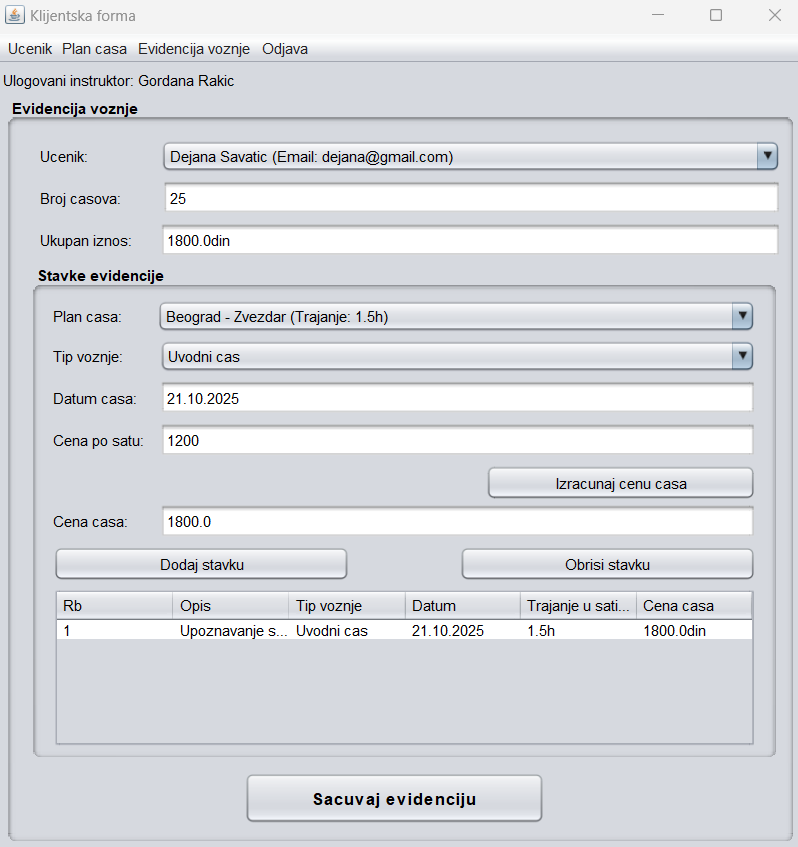 Klijentska forma
Ucenik Plan casa Evidencija voznje Odjava
Ulogovani instruktor: Gordana Rakic
Evidencija voznje
Ucenik: Dejana Savatic (Email: dejana@gmail.com)
Broj casova: 25
Ukupan iznos: 1800.0din
Stavke evidencije
Plan casa: Beograd - Zvezdar (Trajanje: 1.5h)
Tip voznje: Uvodni cas
Datum casa: 21.10.2025
Cena po satu: 1200
Izracunaj cenu casa
Cena casa: 1800.0
Dodaj stavku Obrisi stavku
Rb Opis Tip voznje Datum Trajanje u sati... Cena casa
1 Upoznavanje s... Uvodni cas 21.10.2025 1.5h 1800.0din
Sacuvaj evidenciju